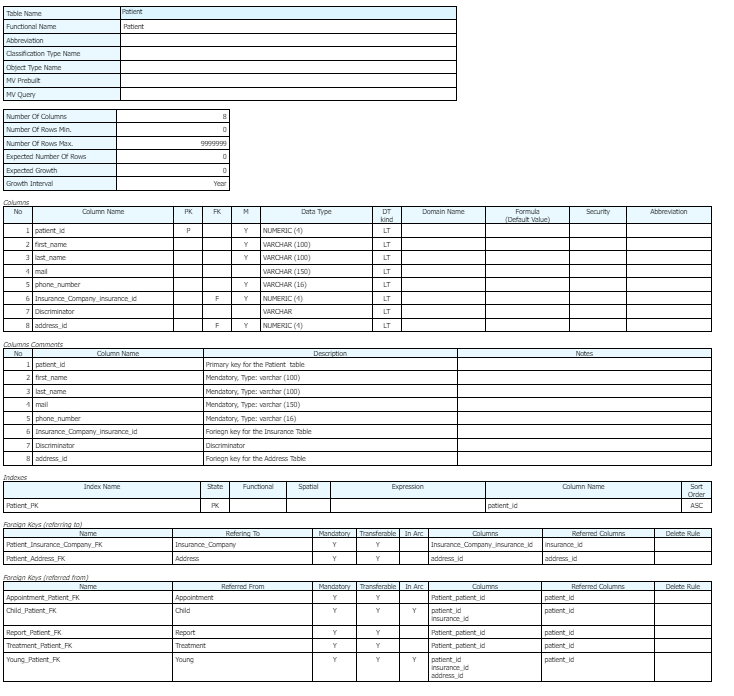 Table Name Patient
Functional Name Patient
Abbreviation
Classification Type Name
Object Type Name
MV Prebuilt
MV Query
Number Of Columns 8
Number Of Rows Min. 0
Number Of Rows Max. 9999999
Expected Number Of Rows 0
Expected Growth 0
Growth Interval Year
Columns
No Column Name PK FK M Data Type DT kind Domain Name Formula (Default Value) Security Abbreviation
1 patient_id P Y NUMERIC (4) LT
2 first_name Y VARCHAR (100) LT
3 last_name Y VARCHAR (100) LT
4 mail VARCHAR (150) LT
5 phone_number Y VARCHAR (16) LT
6 Insurance_Company_insurance_id F Y NUMERIC (4) LT
7 Discriminator VARCHAR LT
8 address_id F Y NUMERIC (4) LT
Columns Comments
No Column Name Description Notes
1 patient_id Primary key for the Patient table
2 first_name Mendatory, Type: varchar (100)
3 last_name Mendatory, Type: varchar (100)
4 mail Mendatory, Type: varchar (150)
5 phone_number Mendatory, Type: varchar (16)
6 Insurance_Company_insurance_id Foriegn key for the Insurance Table
7 Discriminator Discriminator
8 address_id Foriegn key for the Address Table
Indexes
Index Name State Functional Spatial Expression Column Name Sort Order
Patient_PK PK patient_id ASC
Foreign Keys (referring to)
Name Refering To Mandatory Transferable In Arc Columns Referred Columns Delete Rule
Patient_Insurance_Company_FK Insurance_Company Y Y Insurance_Company_insurance_id insurance_id
Patient_Address_FK Address Y Y address_id address_id
Foreign Keys (referred from)
Name Referred From Mandatory Transferable In Arc Columns Referred Columns Delete Rule
Appointment_Patient_FK Appointment Y Y Patient_patient_id patient_id
Child_Patient_FK Child Y Y Y patient_id patient_id
insurance_id
Report_Patient_FK Report Y Y Patient_patient_id patient_id
Treatment_Patient_FK Treatment Y Y Patient_patient_id patient_id
Young_Patient_FK Young Y Y Y patient_id patient_id
insurance_id
address_id